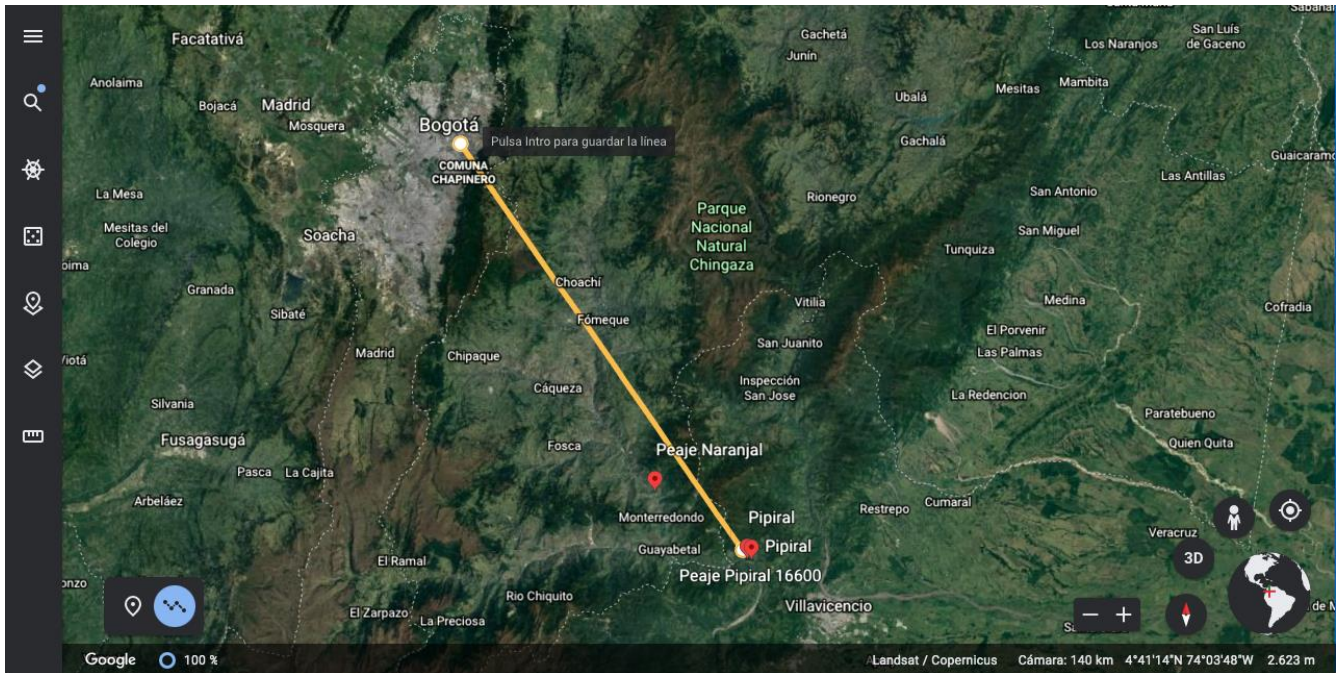 Facatativá
Gachetá
Junín
San Luís
de Gaceno
Los Naranjos
Anolaima
Mesitas
Mambita
Bojacá
Madrid
Mosquera
Ubalá
Bogotá
Pulsa Intro para guardar la línea
Gachalá
COMUNA
CHAPINERO
Las Antillas
La Mesa
Rionegro
San Antonio
Parque
Nacional
Natural
Chingaza
Mesitas del
Colegio
Soacha
San Miguel
Tunquiza
Choachí
Granada
Sibaté
Vitilia
Medina
Cofradia
Fómeque
El Porvenir
San Juanito
Las Palmas
Madrid
Chipaque
Cáqueza
Inspección
San Jose
La Redencion
Silvania
Paratebueno
Fusagasugá
Fosca
Peaje Naranjal
Quien Quita
Pasca
La Cajita
Arbeláez
Monterredondo
Pipiral
Restrepo
Cumaral
Veracruz
Guayabetal
Pipiral
3D
El Ramal
Peaje Pipiral 16600
Rio Chiquito
Villavicencio
El Zarpazo
La Preciosa
Google
100 %
Landsat / Copernicus
Cámara: 140 km
4°41'14"N 74°03'48"W
2.623 m